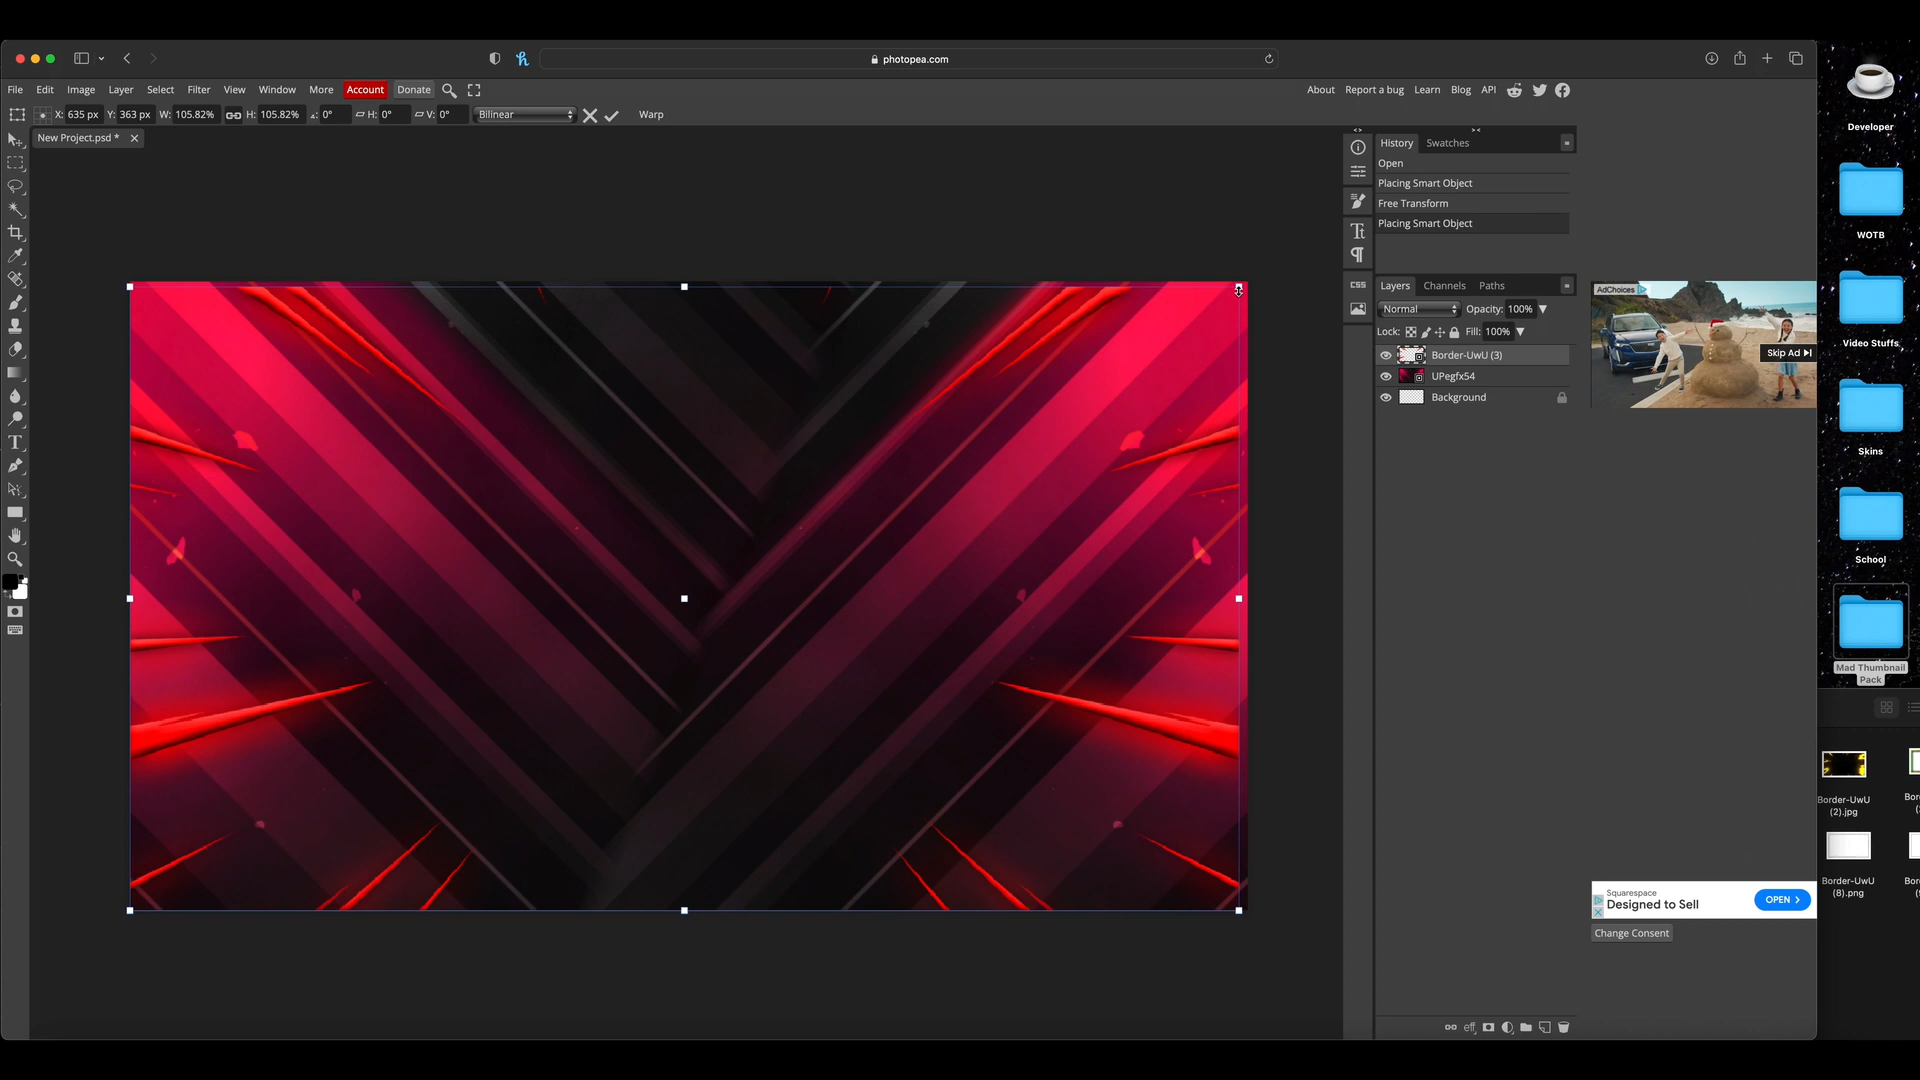 photopea.com
File Edit Image Layer Select Filter View Window More Account Donate
About Report a bug Learn Blog API
X: 635 px Y: 363 px W: 105.82% H: 105.82% 0° H: 0° V: 0° Bilinear Warp
New Project.psd *
History Swatches
Open
Placing Smart Object
Free Transform
Placing Smart Object
Tt
CSS
Layers Channels Paths
Normal Opacity: 100%
Lock: Fill: 100%
Border-UwU (3)
UPegfx54
Background
eff
AdChoices
Skip Ad
Squarespace
Designed to Sell
OPEN
Change Consent
Developer
WOTB
Video Stuffs
Skins
School
Mad Thumbnail
Pack
Border-UwU
(2).jpg
Border-UwU
(8).png